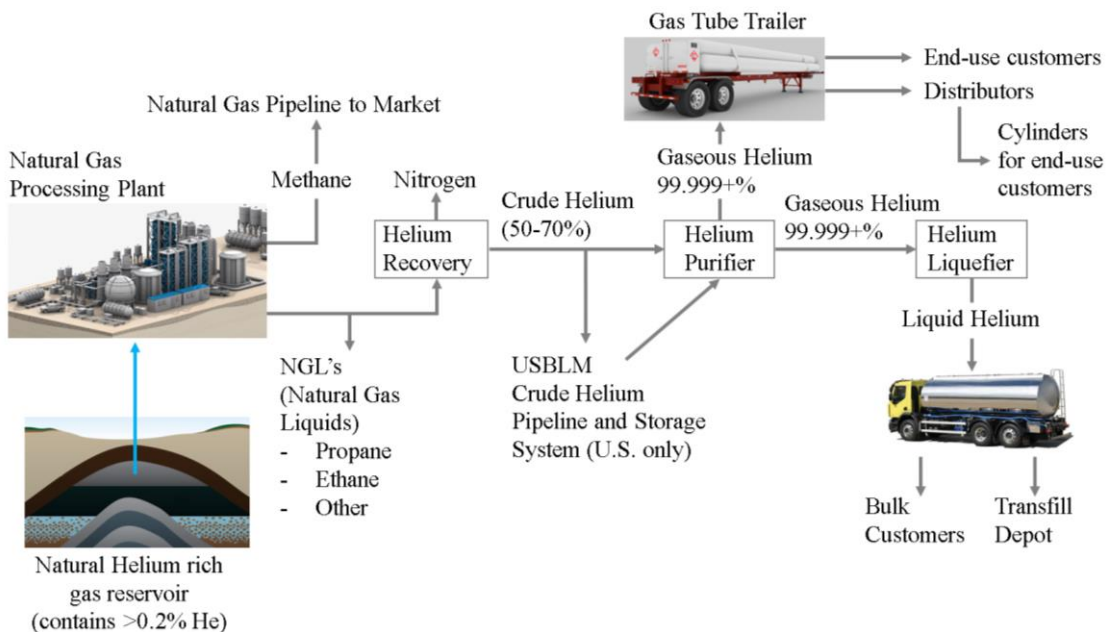 Gas Tube Trailer
End-use customers
Distributors
Cylinders
for end-use
customers
Natural Gas Pipeline to Market
Natural Gas
Processing Plant
Methane
Nitrogen
Helium
Recovery
Crude Helium
(50-70%)
Gaseous Helium
99.999+%
Helium
Purifier
Gaseous Helium
99.999+%
Helium
Liquefier
Liquid Helium
NGL's
(Natural Gas
Liquids)
- Propane
- Ethane
- Other
USBLM
Crude Helium
Pipeline and Storage
System (U.S. only)
Bulk
Customers
Transfill
Depot
Natural Helium rich
gas reservoir
(contains >0.2% He)